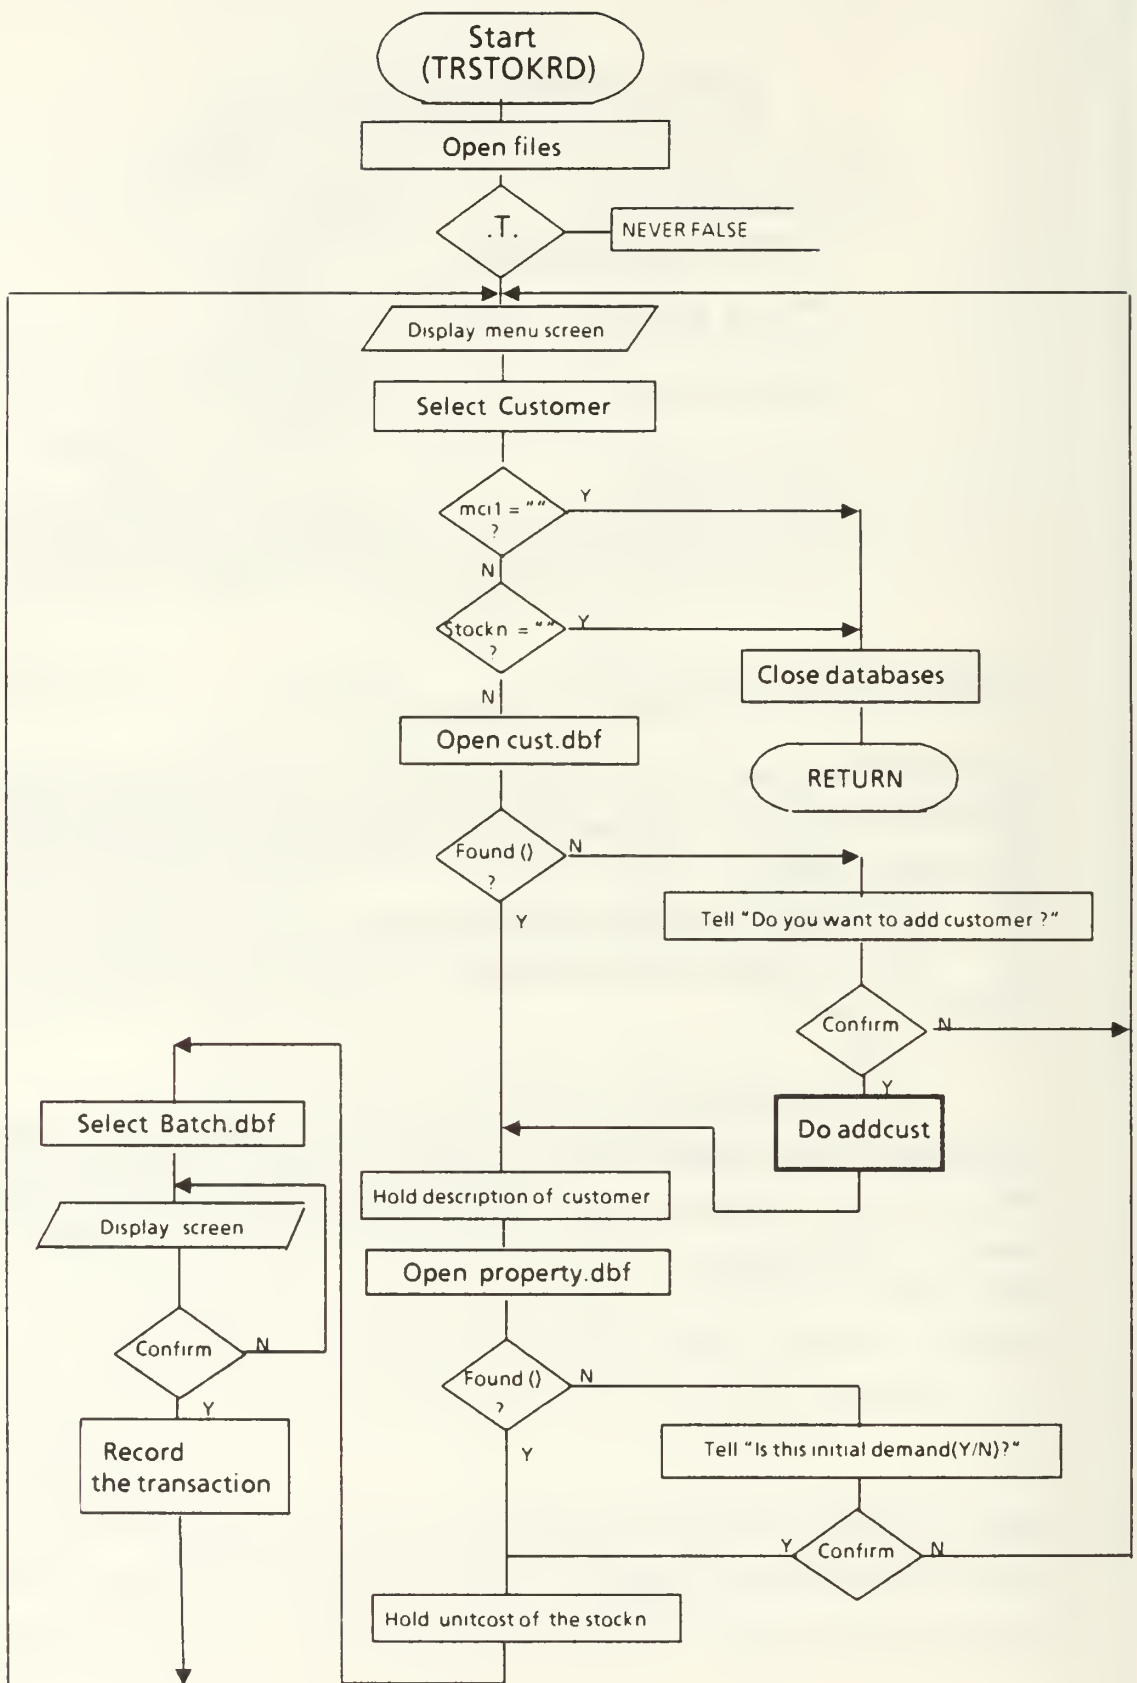 Start
(TRSTOKRD)
Open files
.T.
NEVER FALSE
Display menu screen
Select Customer
mci1 = ""
?
Y
N
Stockn = ""
?
Y
N
Close databases
Open cust.dbf
RETURN
Found ()
?
N
Y
Tell "Do you want to add customer ?"
Confirm
N
Y
Do addcust
Select Batch.dbf
Hold description of customer
Display screen
Open property.dbf
Confirm
N
Y
Found ()
?
N
Y
Record
the transaction
Tell "Is this initial demand(Y/N)?"
Y
Confirm
N
Hold unitcost of the stockn